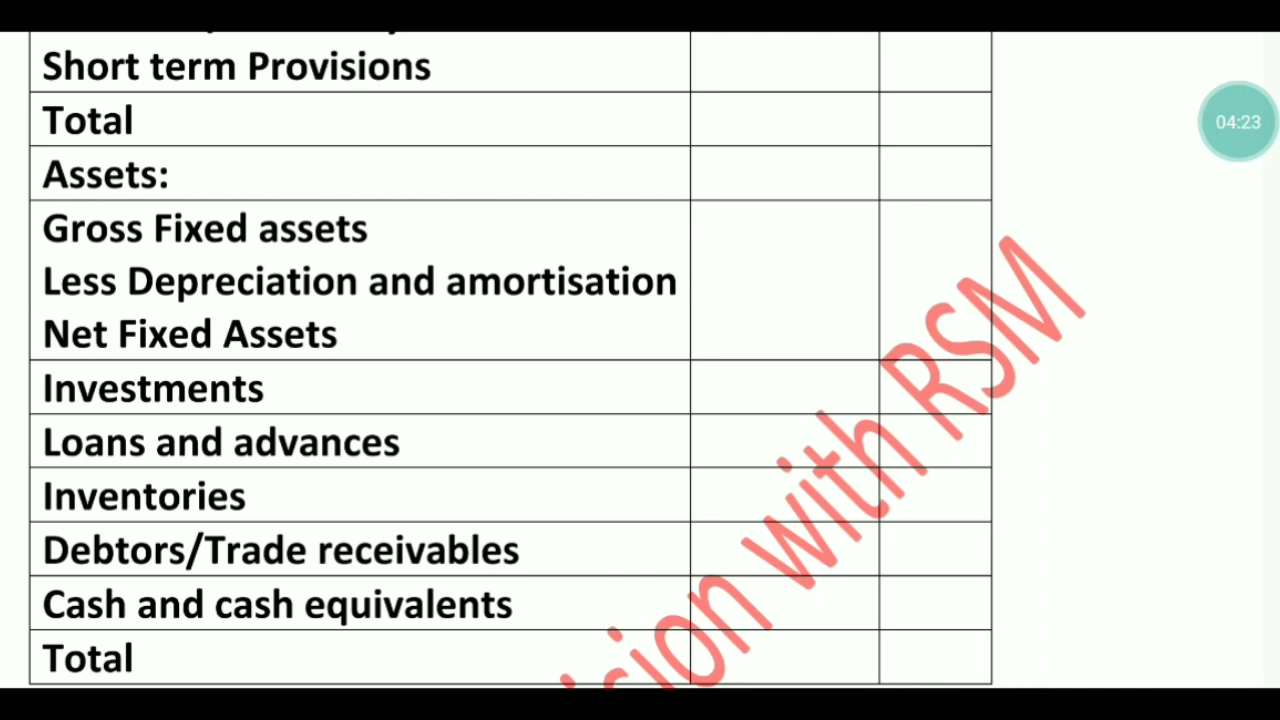 Short term Provisions
Total
04:23
Assets:
Gross Fixed assets
Less Depreciation and amortisation
Net Fixed Assets
Investments
Loans and advances
Inventories
Debtors/Trade receivables
Cash and cash equivalents
Total
with RSM